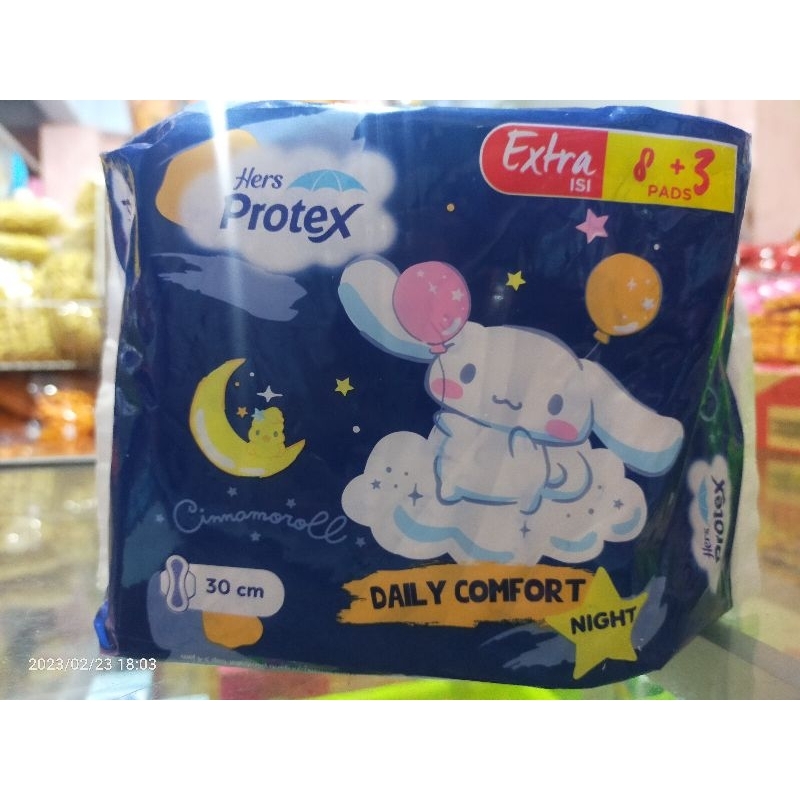 Hers
Protex
Extra
ISI
8 + 3
PADS
Cinnamoroll
30 cm
DAILY COMFORT
NIGHT
Hers
Protex
2023/02/23 18:03